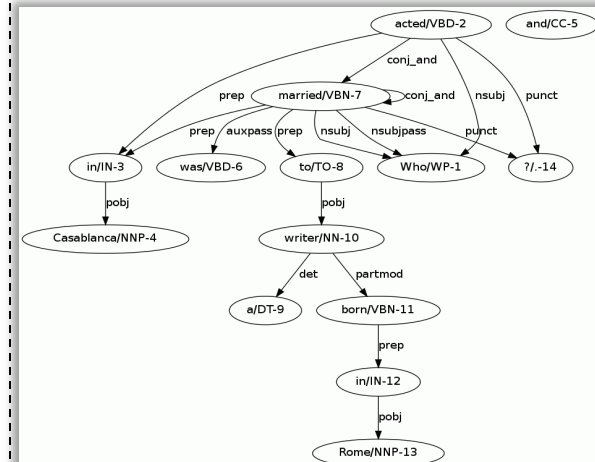 acted/VBD-2
and/CC-5
conj_and
married/VBN-7
conj_and
prep
nsubj
punct
prep
auxpass
prep
nsubj
nsubjpass
punct
in/IN-3
was/VBD-6
to/TO-8
Who/WP-1
?/.-14
pobj
pobj
Casablanca/NNP-4
writer/NN-10
det
partmod
a/DT-9
born/VBN-11
prep
in/IN-12
pobj
Rome/NNP-13